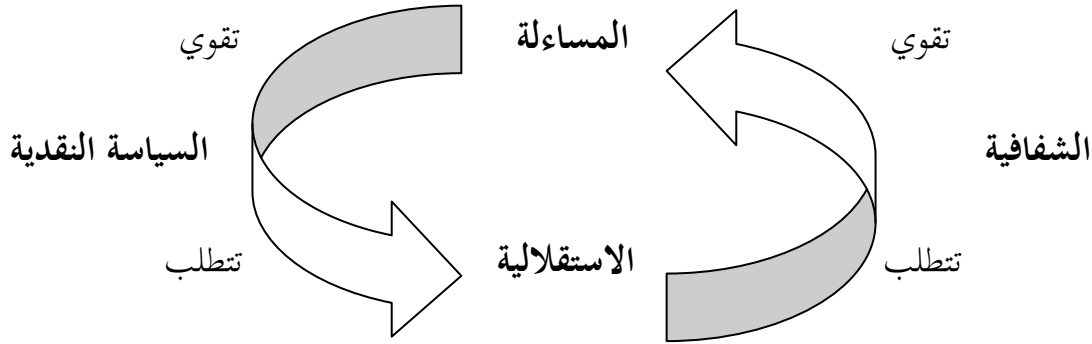 تقوي
المساءلة
تقوي
الشفافية
السياسة النقدية
تتطلب
الاستقلالية
تتطلب